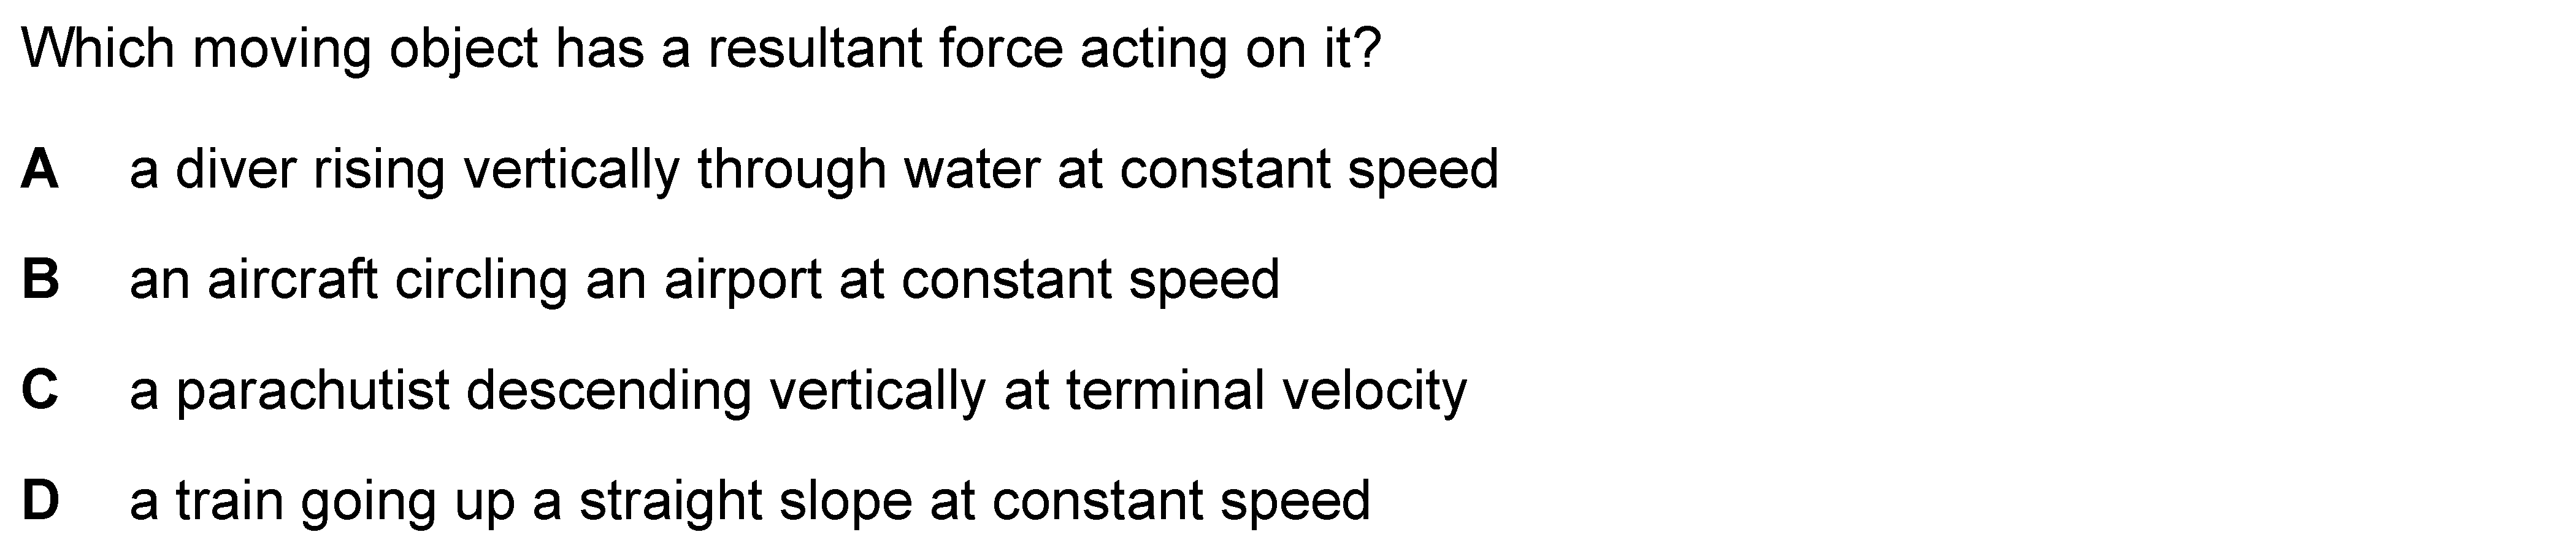 Which moving object has a resultant force acting on it?
A a diver rising vertically through water at constant speed
B an aircraft circling an airport at constant speed
C a parachutist descending vertically at terminal velocity
D a train going up a straight slope at constant speed